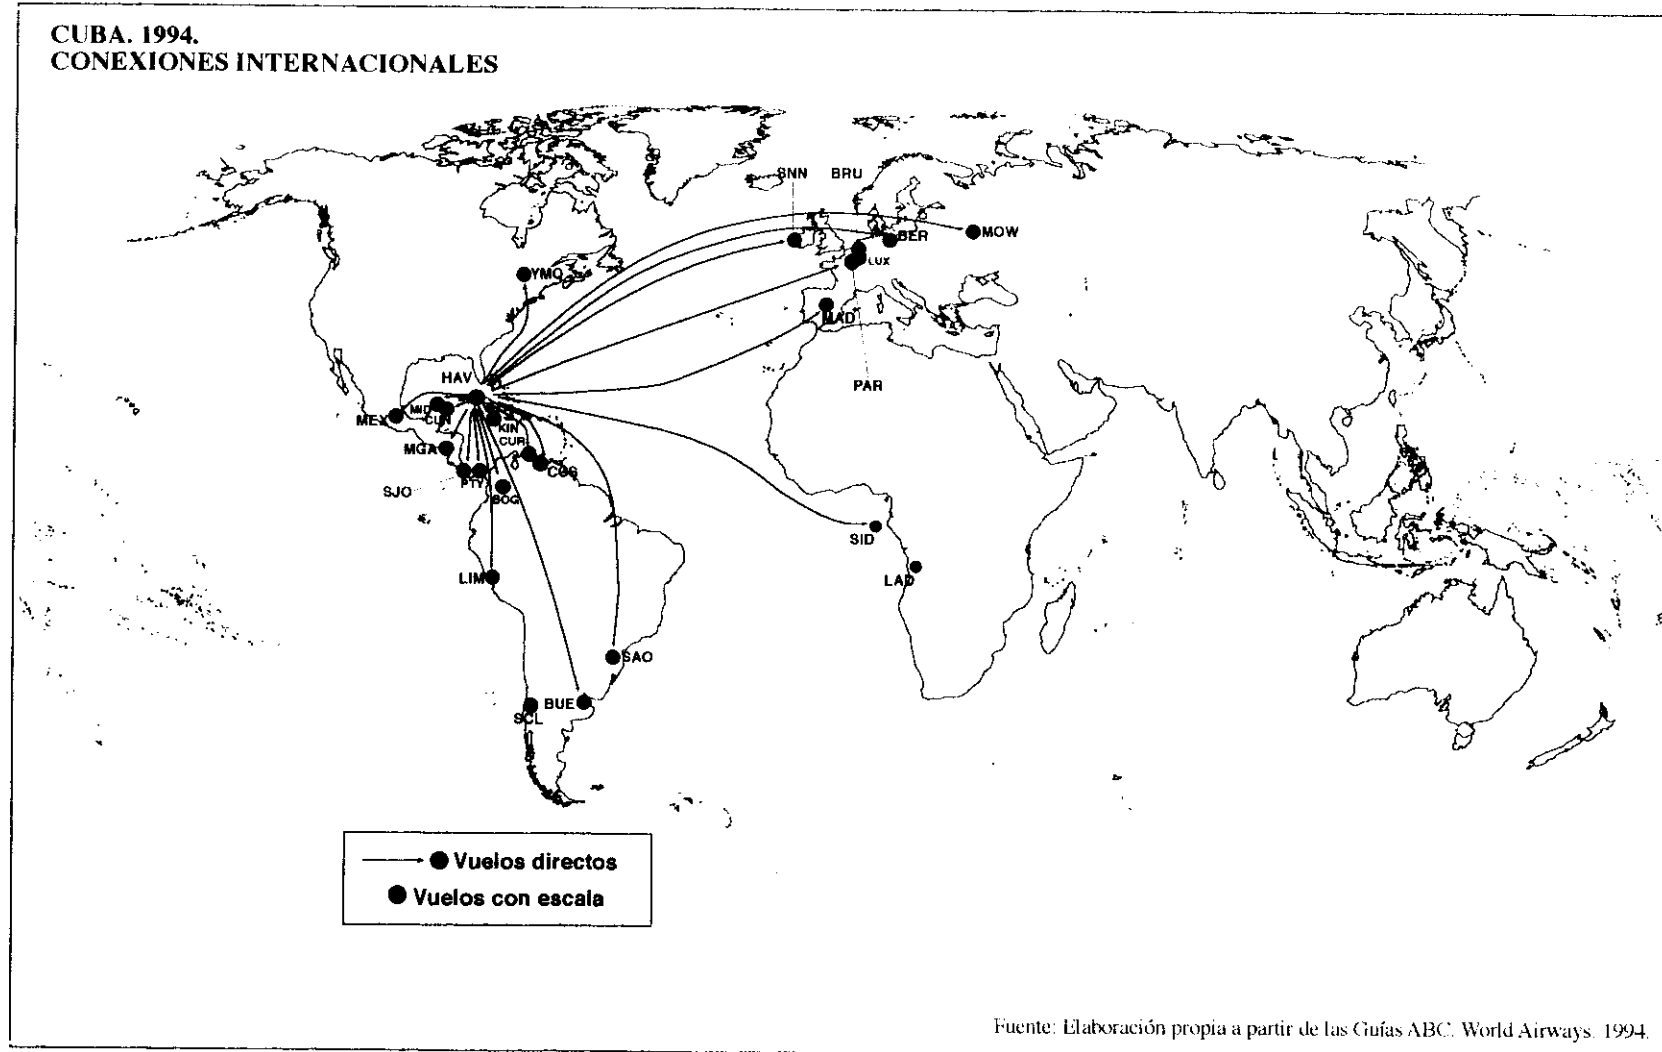 CUBA. 1994.
CONEXIONES INTERNACIONALES
SNN
BRU
MOW
BER
LUX
YMQ
MAD
PAR
HAV
MID
CUN
MEX
KIN
CUR
MGA
CCS
PTY
SJO
BOG
SID
LAD
LIM
SAO
BUE
SCL
Vuelos directos
Vuelos con escala
Fuente: Elaboración propia a partir de las Guías ABC. World Airways. 1994.